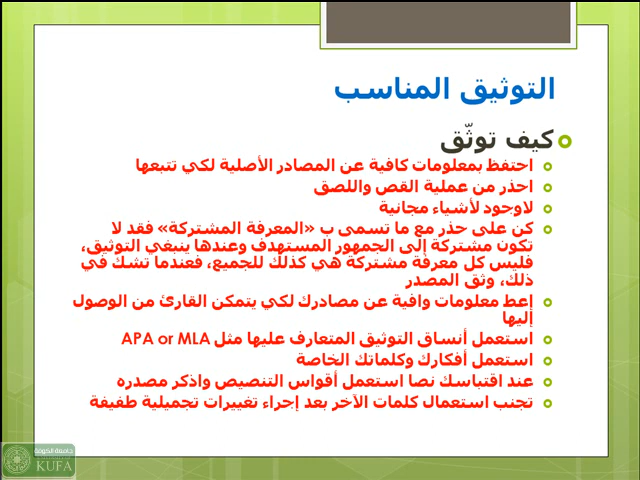 التوثيق المناسب
كيف توثّق
احتفظ بمعلومات كافية عن المصادر الأصلية لكي تتبعها
احذر من عملية القص واللصق
لاوجود لأشياء مجانية
كن على حذر مع ما تسمى ب «المعرفة المشتركة» فقد لا
تكون مشتركة إلى الجمهور المستهدف وعندها ينبغي التوثيق،
فليس كل معرفة مشتركة هي كذلك للجميع، فعندما تشك في
ذلك، وثق المصدر
إعط معلومات وافية عن مصادرك لكي يتمكن القارئ من الوصول
إليها
استعمل أنساق التوثيق المتعارف عليها مثل APA or MLA
استعمل أفكارك وكلماتك الخاصة
عند اقتباسك نصا استعمل أقواس التنصيص واذكر مصدره
تجنب استعمال كلمات الآخر بعد إجراء تغييرات تجميلية طفيفة
جامعة الكوفة
KUFA